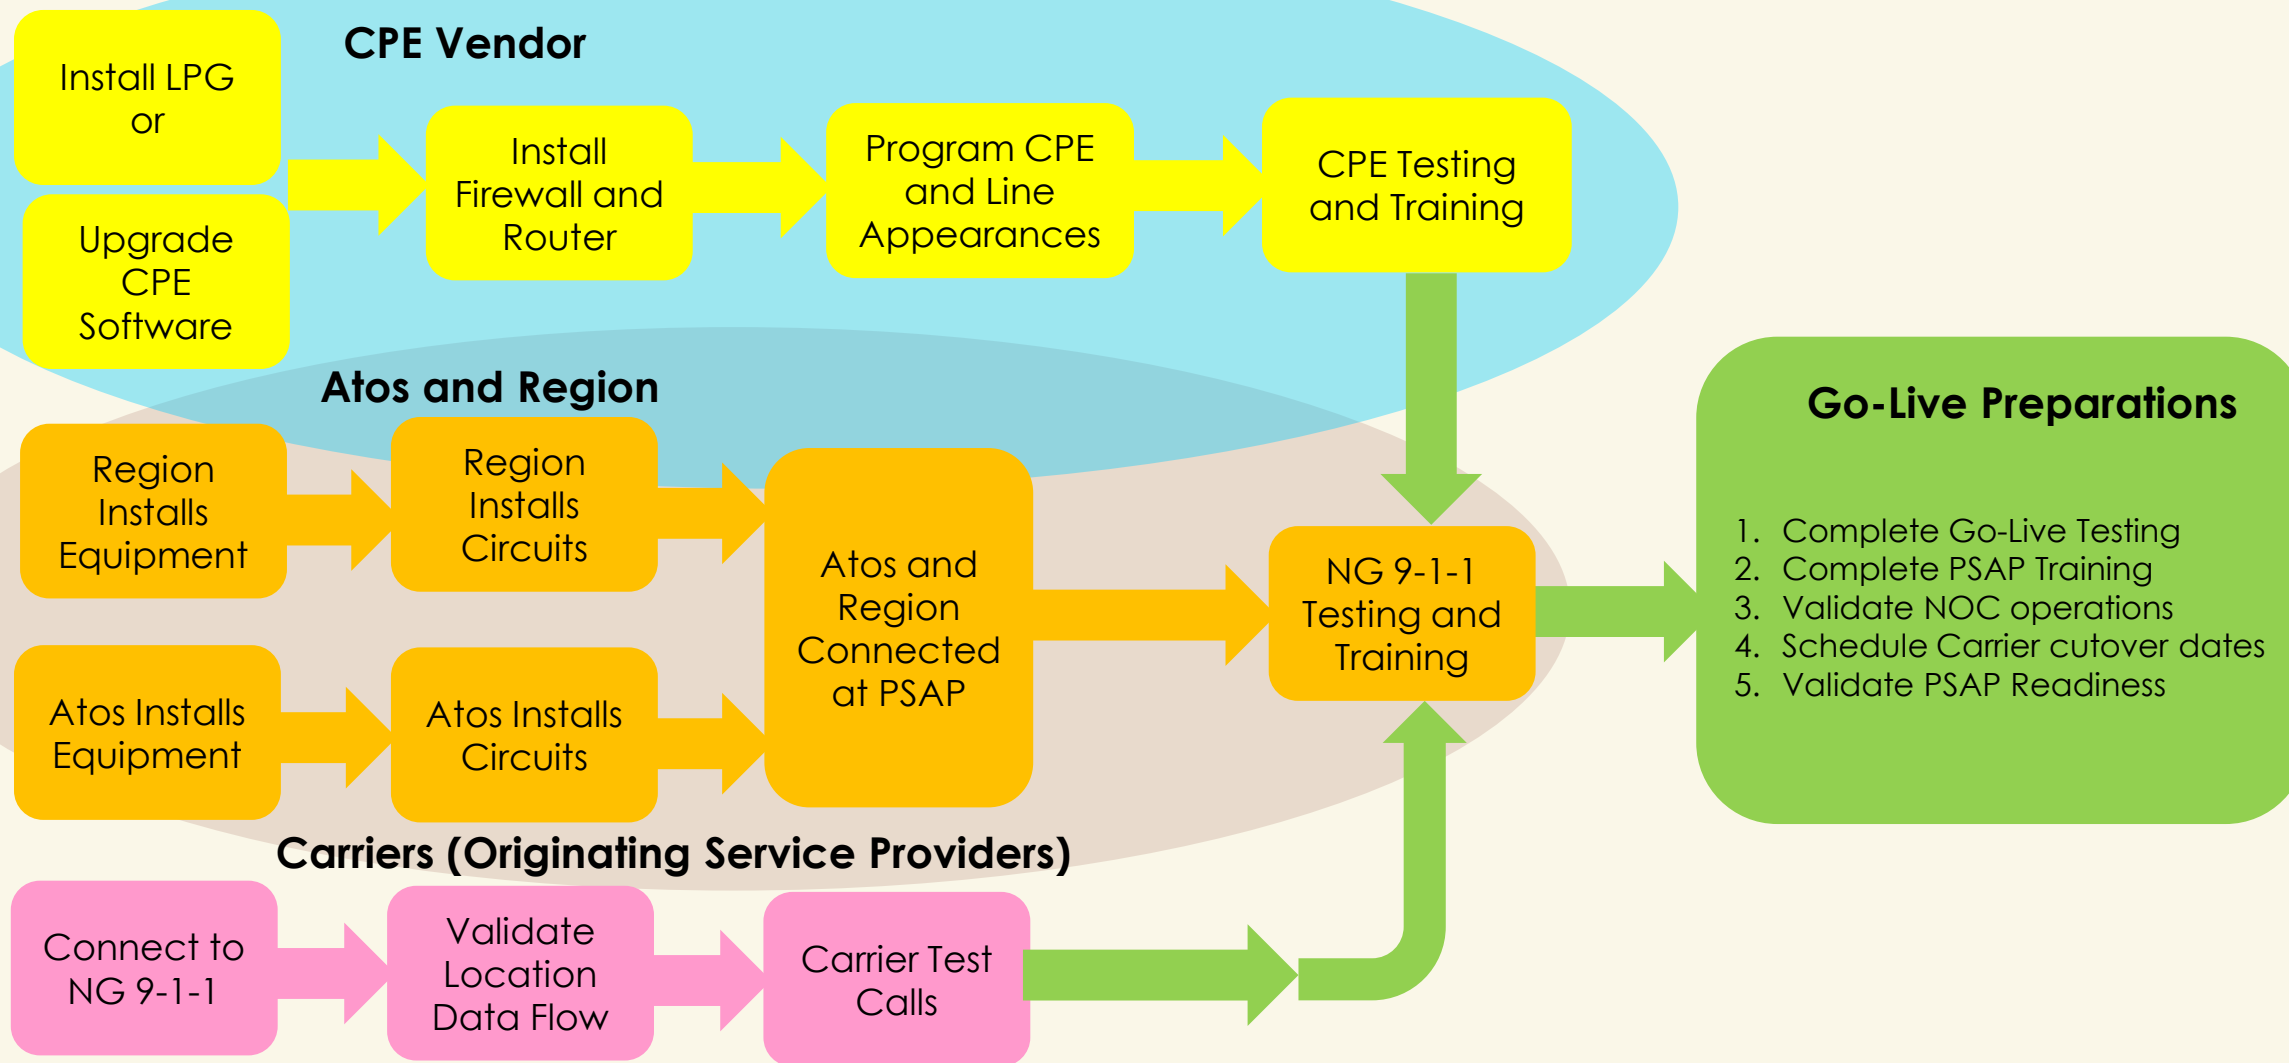 CPE Vendor
Install LPG
or
Upgrade
CPE
Software
Install
Firewall and
Router
Program CPE
and Line
Appearances
CPE Testing
and Training
Atos and Region
Region
Installs
Equipment
Region
Installs
Circuits
Atos Installs
Equipment
Atos Installs
Circuits
Atos and
Region
Connected
at PSAP
NG 9-1-1
Testing and
Training
Carriers (Originating Service Providers)
Connect to
NG 9-1-1
Validate
Location
Data Flow
Carrier Test
Calls
Go-Live Preparations
1. Complete Go-Live Testing
2. Complete PSAP Training
3. Validate NOC operations
4. Schedule Carrier cutover dates
5. Validate PSAP Readiness